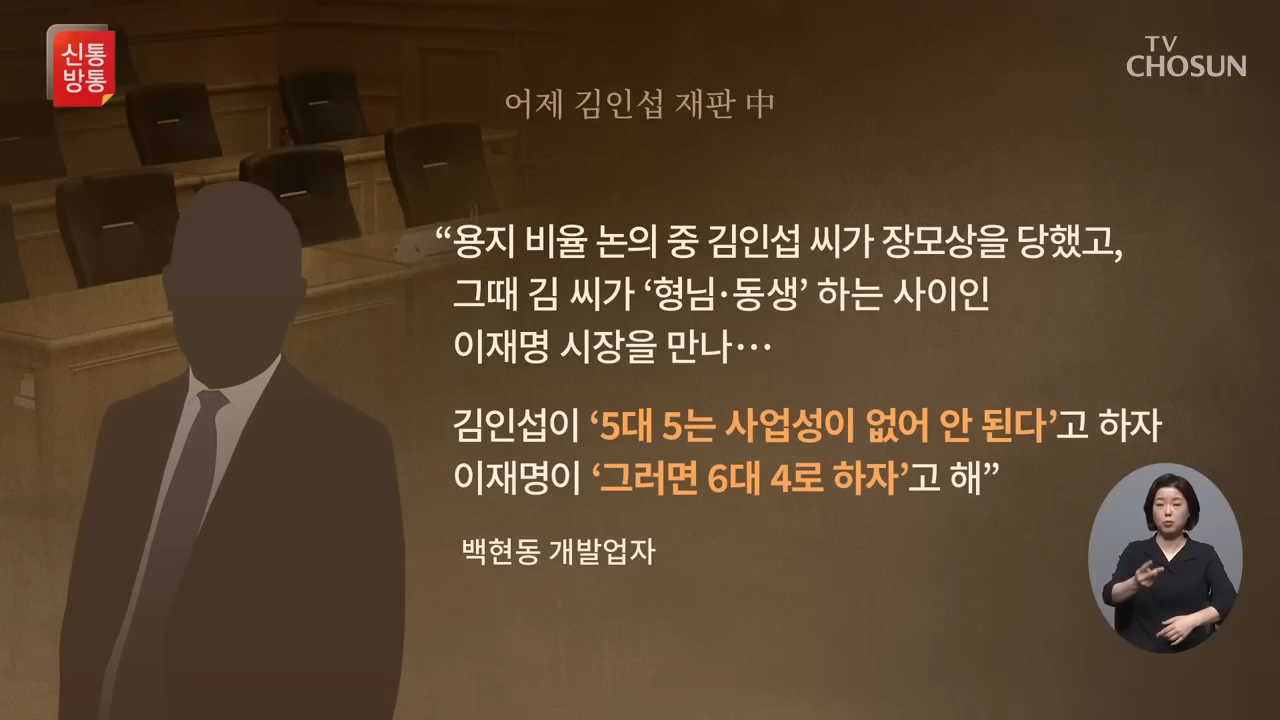 신통
방통
TV
CHOSUN
어제 김인섭 재판 中
“용지 비율 논의 중 김인섭 씨가 장모상을 당했고,
그때 김 씨가 ‘형님·동생’ 하는 사이인
이재명 시장을 만나···
김인섭이 ‘5대 5는 사업성이 없어 안 된다’고 하자
이재명이 ‘그러면 6대 4로 하자’고 해”
백현동 개발업자